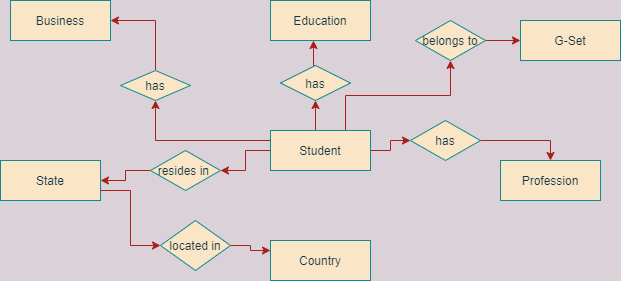 Business
Education
belongs to
G-Set
has
has
Student
has
State
resides in
Profession
located in
Country